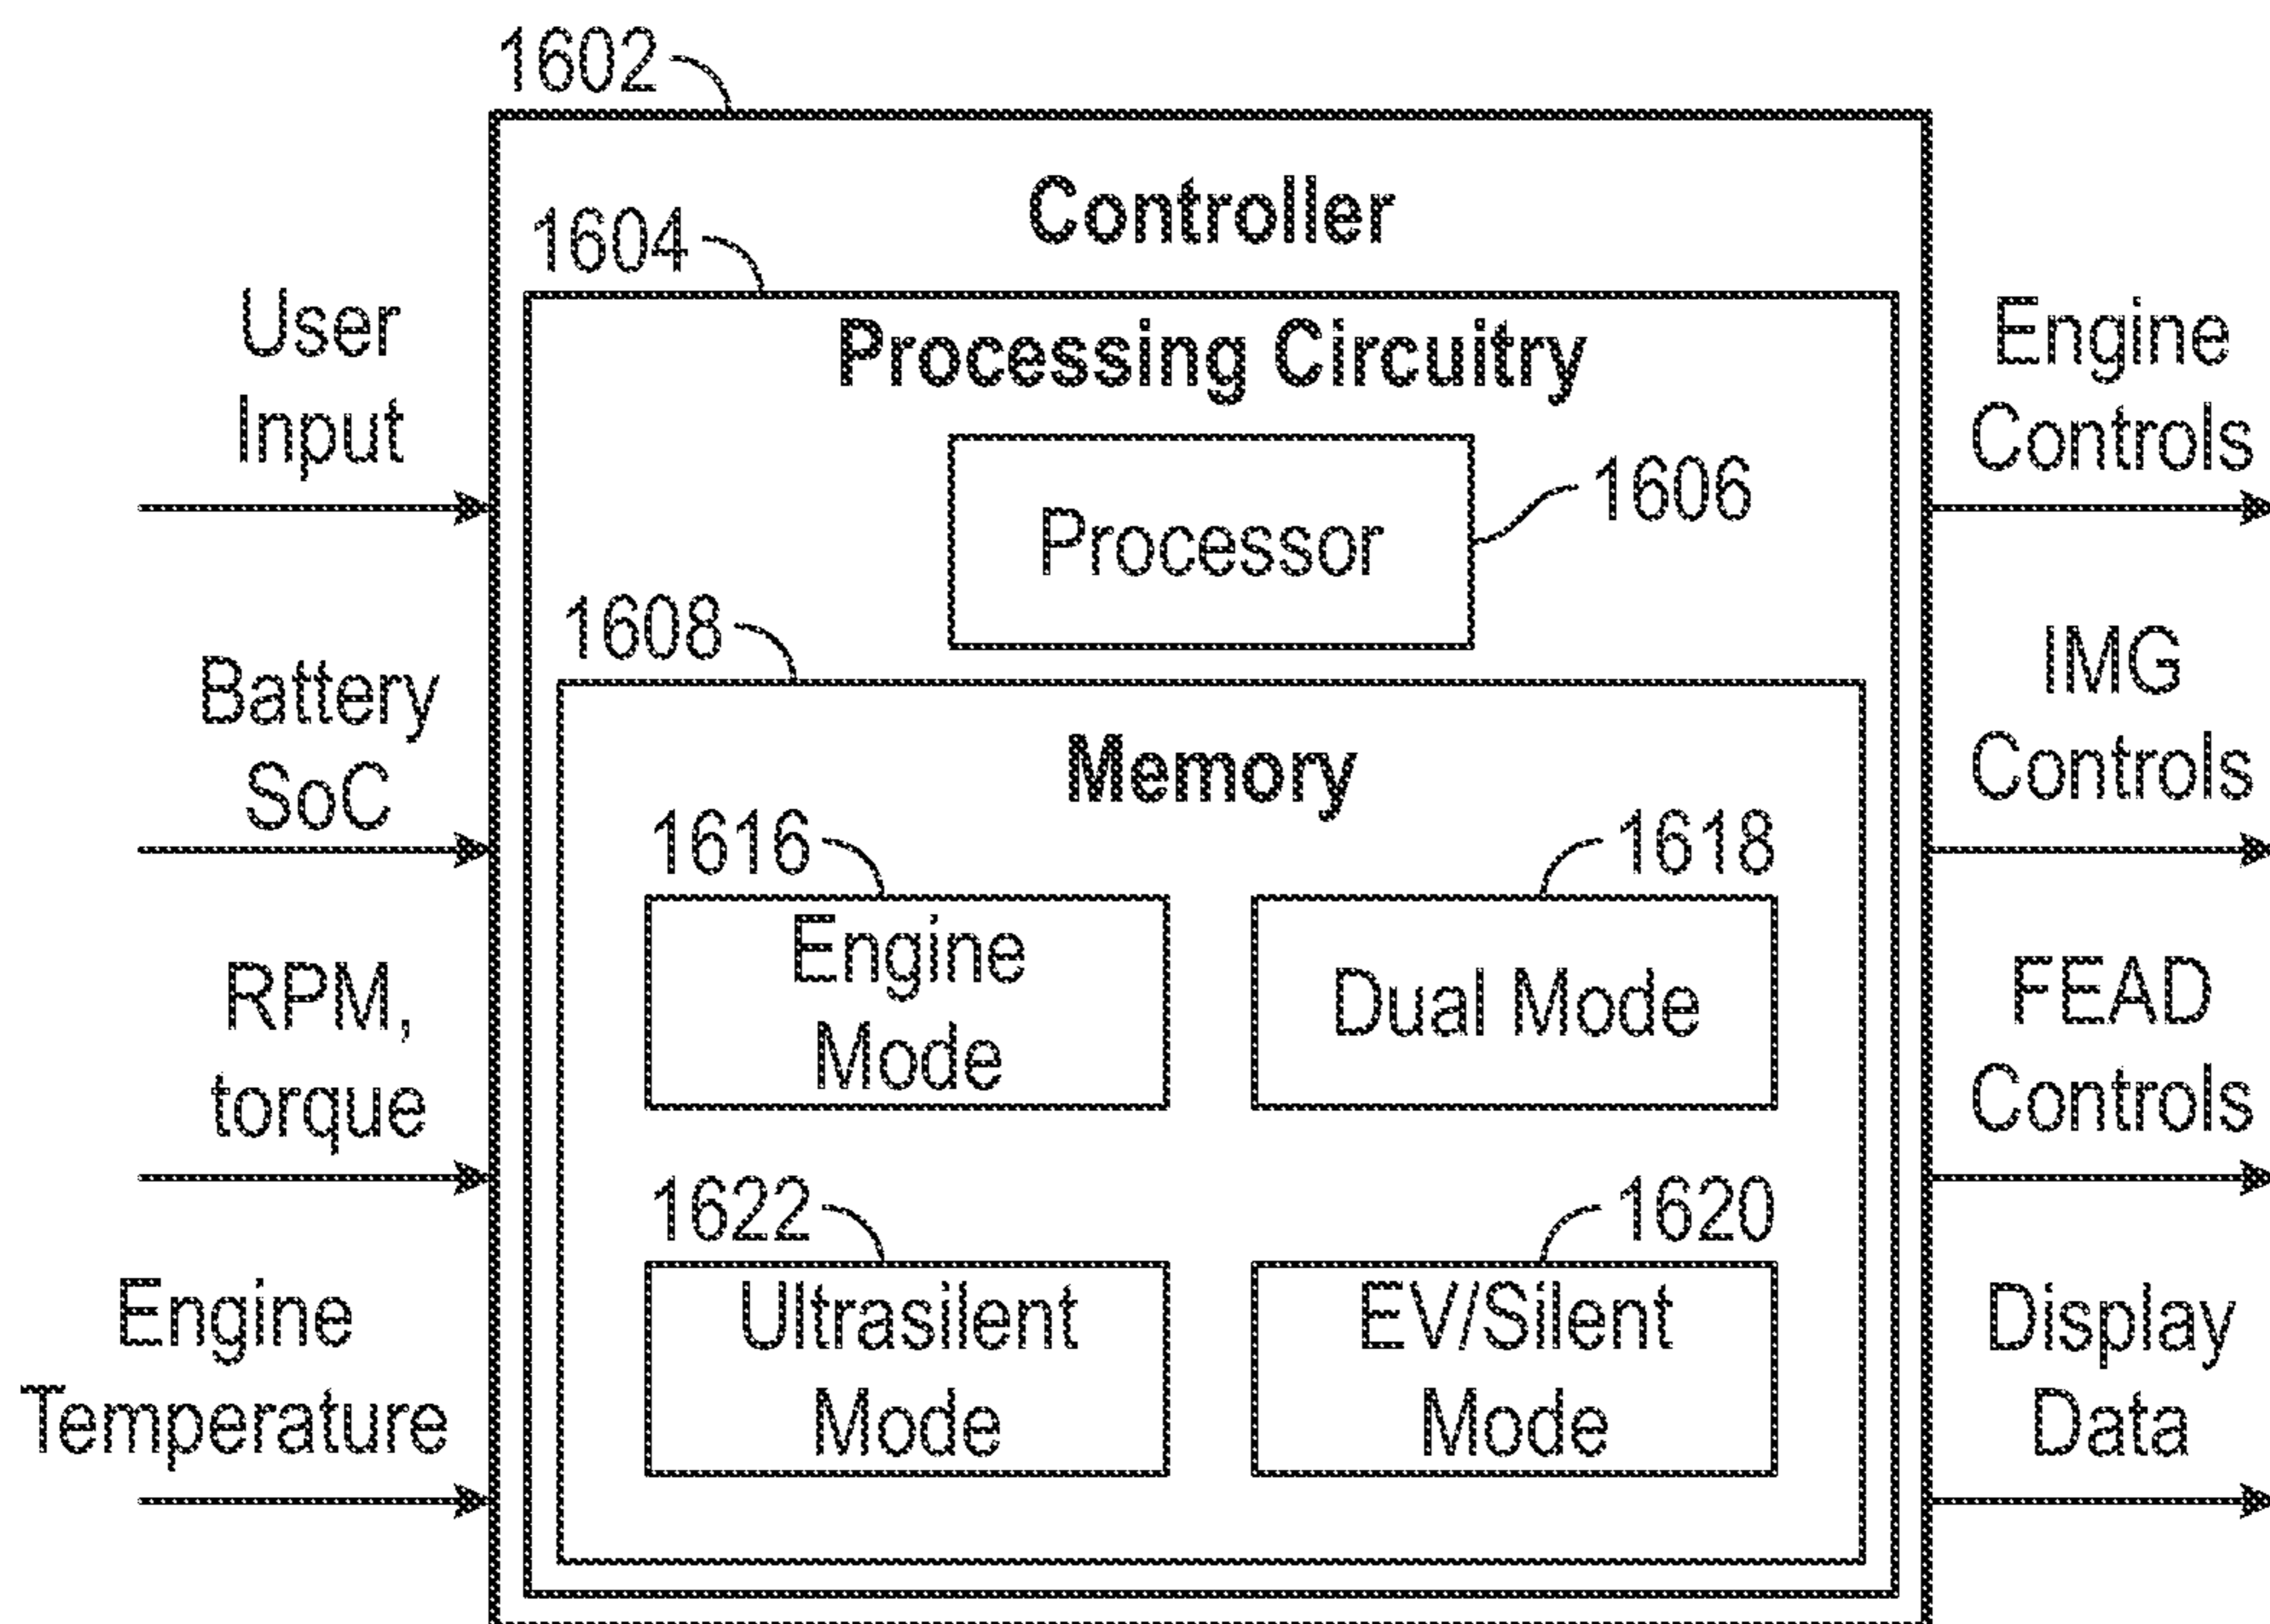 1602
Controller
1604
Processing Circuitry
User
Input
Engine
Controls
Processor
1606
1608
Battery
SoC
IMG
Controls
Memory
1616
1618
Engine
Mode
Dual Mode
RPM,
torque
FEAD
Controls
1622
1620
Ultrasilent
Mode
EV/Silent
Mode
Engine
Temperature
Display
Data